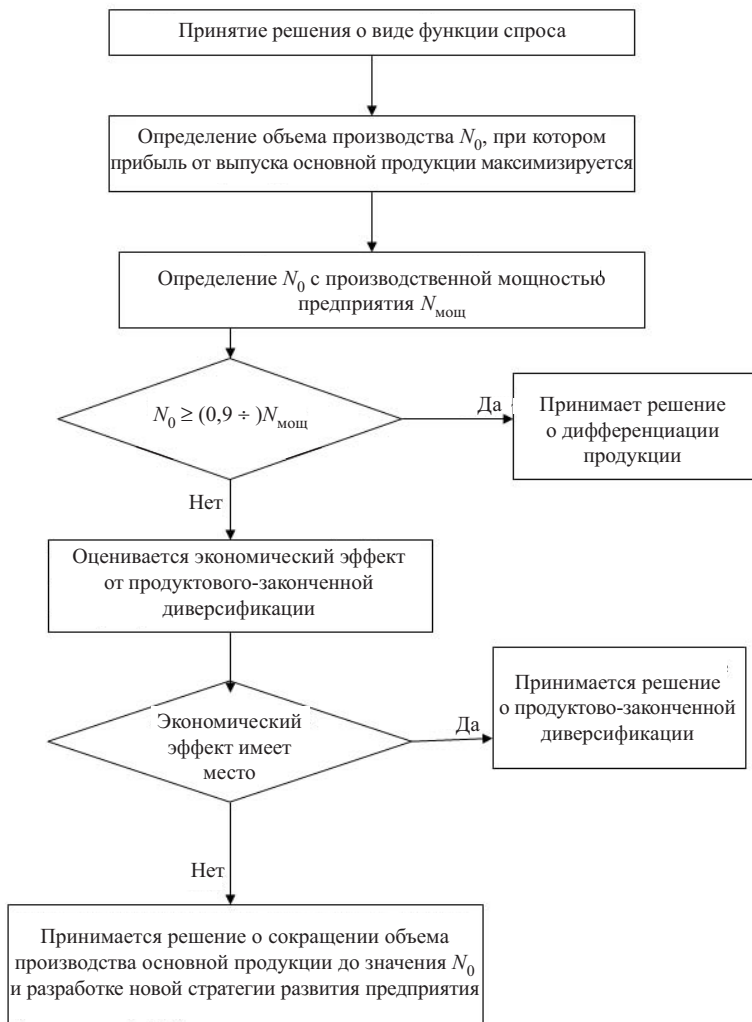 Принятие решения о виде функции спроса
Определение объема производства N₀, при котором
прибыль от выпуска основной продукции максимизируется
Определение N₀ с производственной мощностью
предприятия Nмощ
N₀ ≥ (0,9 ÷ )Nмощ
Да
Принимает решение
о дифференциации
продукции
Нет
Оценивается экономический эффект
от продуктового-законченной
диверсификации
Экономический
эффект имеет
место
Да
Принимается решение
о продуктово-законченной
диверсификации
Нет
Принимается решение о сокращении объема
производства основной продукции до значения N₀
и разработке новой стратегии развития предприятия